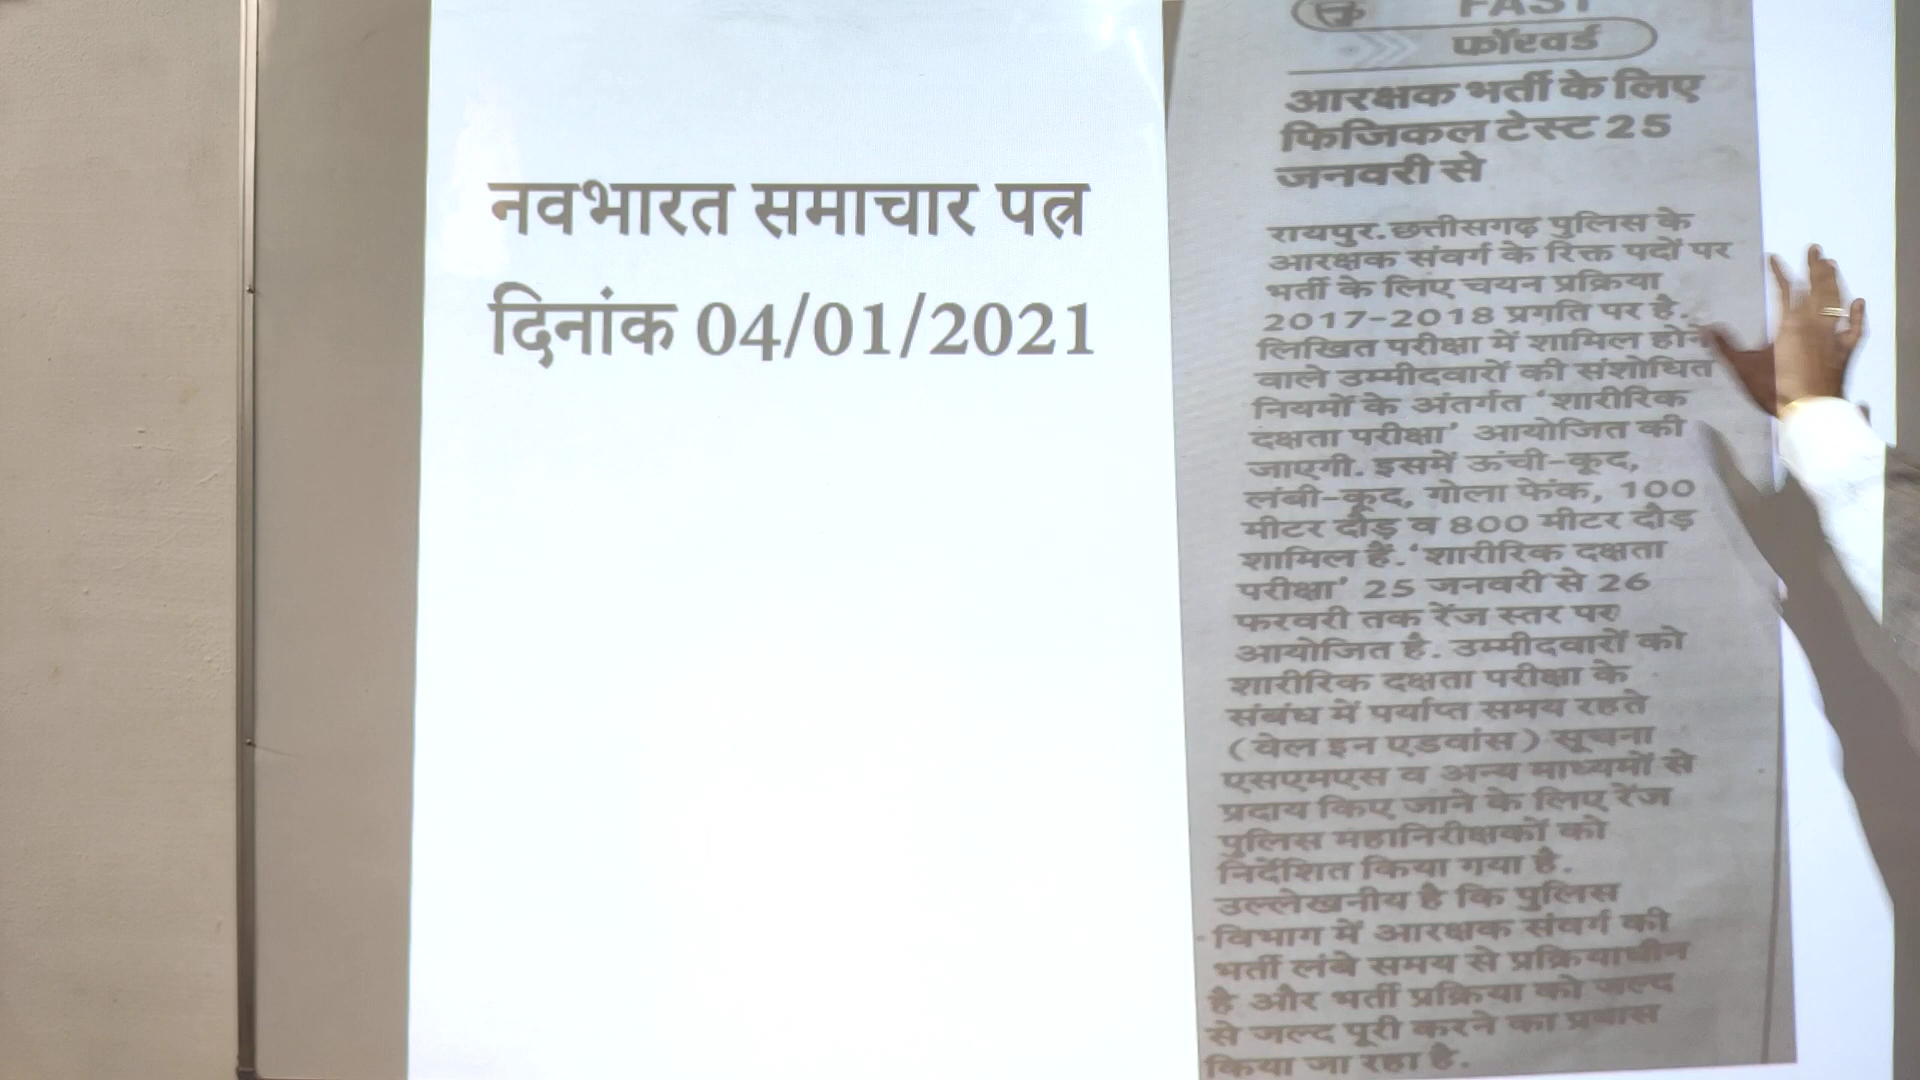 नवभारत समाचार पत्र
दिनांक 04/01/2021
FAST
फॉरवर्ड
आरक्षक भर्ती के लिए
फिजिकल टेस्ट 25
जनवरी से
रायपुर. छत्तीसगढ़ पुलिस के
आरक्षक संवर्ग के रिक्त पदों पर
भर्ती के लिए चयन प्रक्रिया
2017-2018 प्रगति पर है.
लिखित परीक्षा में शामिल होने
वाले उम्मीदवारों की संशोधित
नियमों के अंतर्गत 'शारीरिक
दक्षता परीक्षा' आयोजित की
जाएगी. इसमें ऊंची-कूद,
लंबी-कूद, गोला फेंक, 100
मीटर दौड़ व 800 मीटर दौड़
शामिल हैं. 'शारीरिक दक्षता
परीक्षा' 25 जनवरी से 26
फरवरी तक रेंज स्तर पर
आयोजित है. उम्मीदवारों को
शारीरिक दक्षता परीक्षा के
संबंध में पर्याप्त समय रहते
(वेल इन एडवांस) सूचना
एसएमएस व अन्य माध्यमों से
प्रदाय किए जाने के लिए रेंज
पुलिस महानिरीक्षकों को
निर्देशित किया गया है.
उल्लेखनीय है कि पुलिस
विभाग में आरक्षक संवर्ग की
भर्ती लंबे समय से प्रक्रियाधीन
है और भर्ती प्रक्रिया को जल्द
से जल्द पूरी करने का प्रयास
किया जा रहा है.